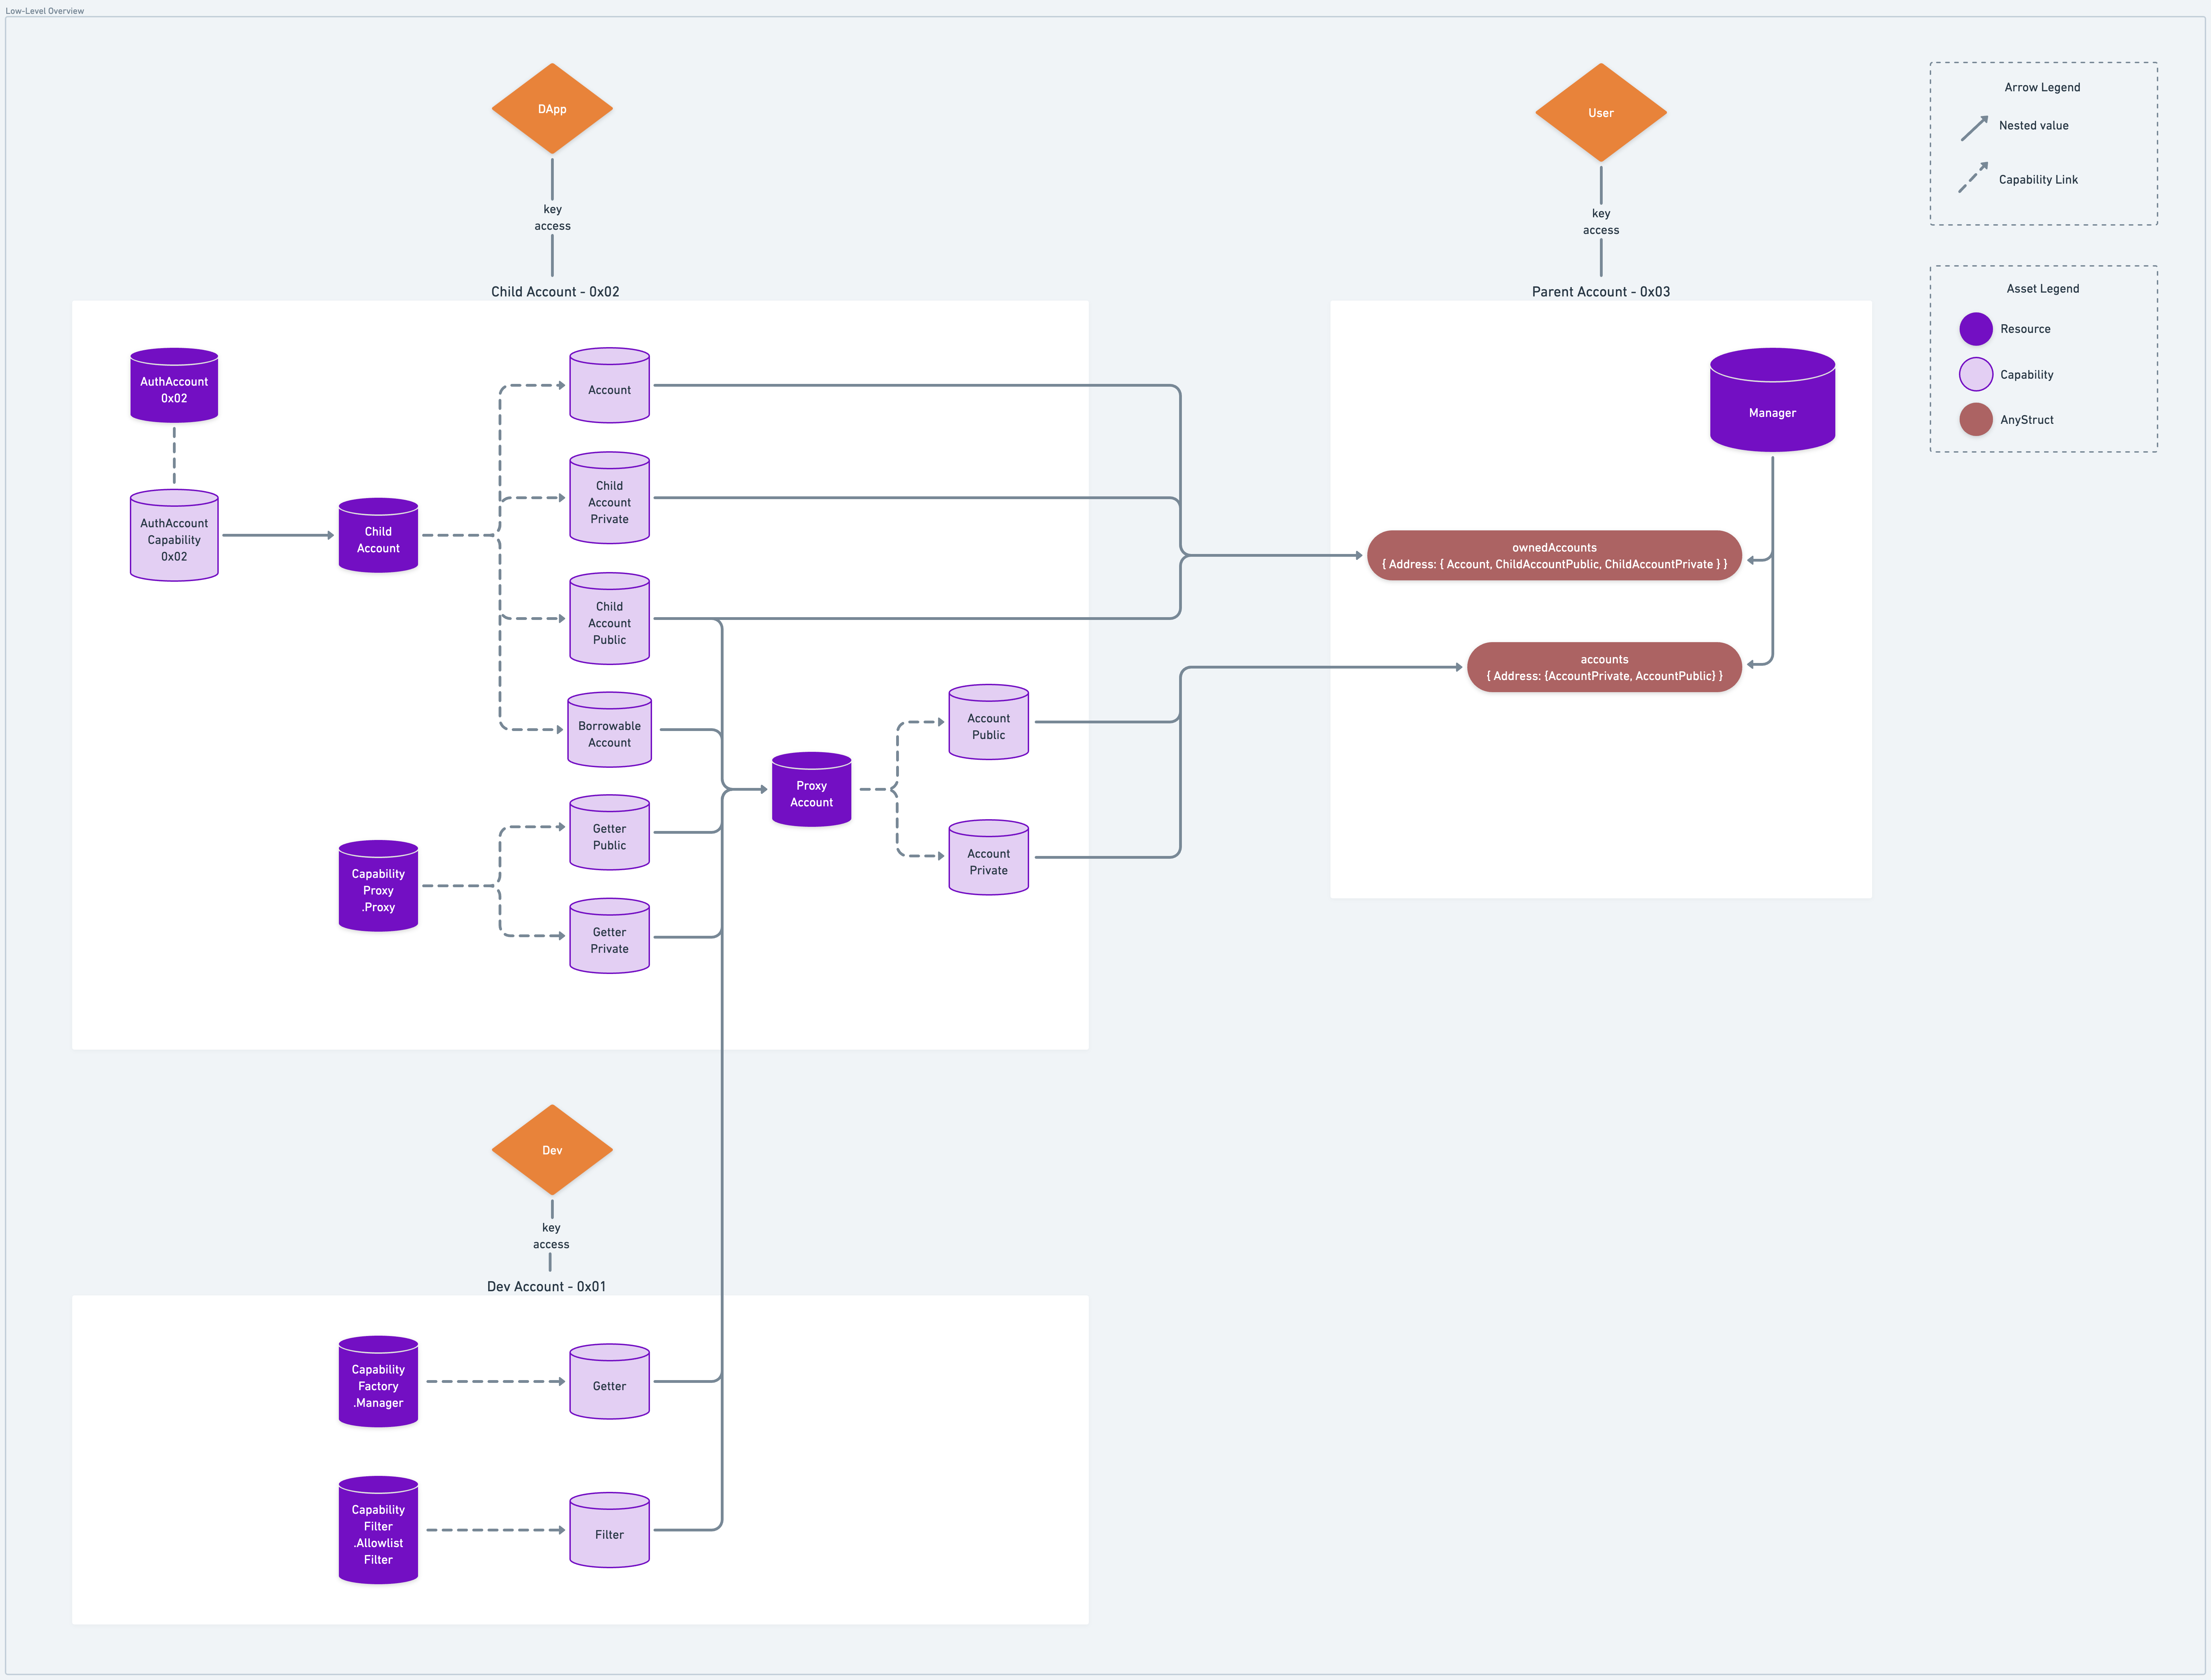 Low-Level Overview
DApp
key
access
Child Account - 0x02
User
key
access
Parent Account - 0x03
Arrow Legend
Nested value
Capability Link
Asset Legend
Resource
Capability
AnyStruct
AuthAccount
0x02
AuthAccount
Capability
0x02
Child
Account
Account
Child
Account
Private
Child
Account
Public
Borrowable
Account
Capability
Proxy
.Proxy
Getter
Public
Getter
Private
Proxy
Account
Account
Public
Account
Private
Manager
ownedAccounts
{ Address: { Account, ChildAccountPublic, ChildAccountPrivate } }
accounts
{ Address: {AccountPrivate, AccountPublic} }
Dev
key
access
Dev Account - 0x01
Capability
Factory
.Manager
Getter
Capability
Filter
.Allowlist
Filter
Filter